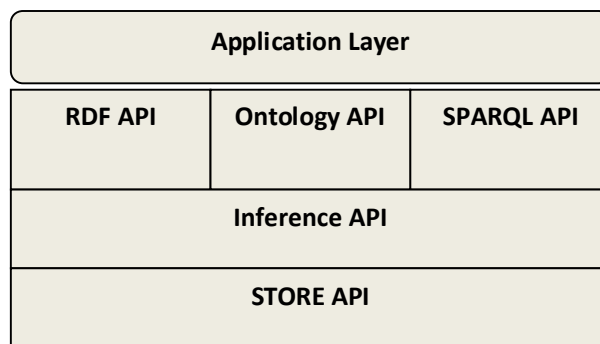 Application Layer
RDF API
Ontology API
SPARQL API
Inference API
STORE API